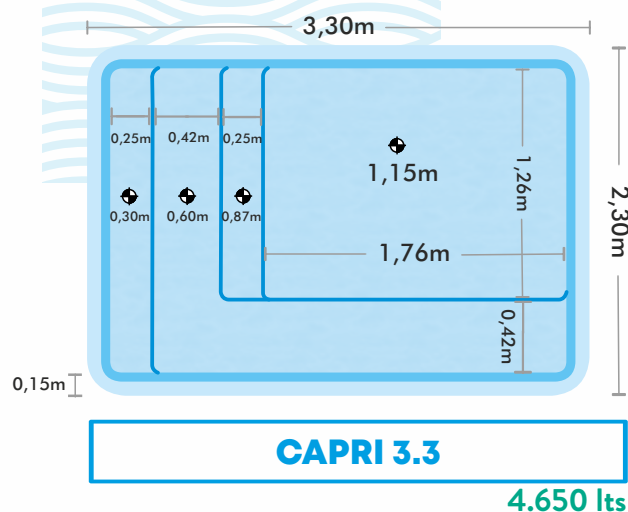 3,30m
0,25m
0,42m
0,25m
1,15m
1,26m
2,30m
0,30m
0,60m
0,87m
1,76m
0,42m
0,15m
CAPRI 3.3
4.650 lts